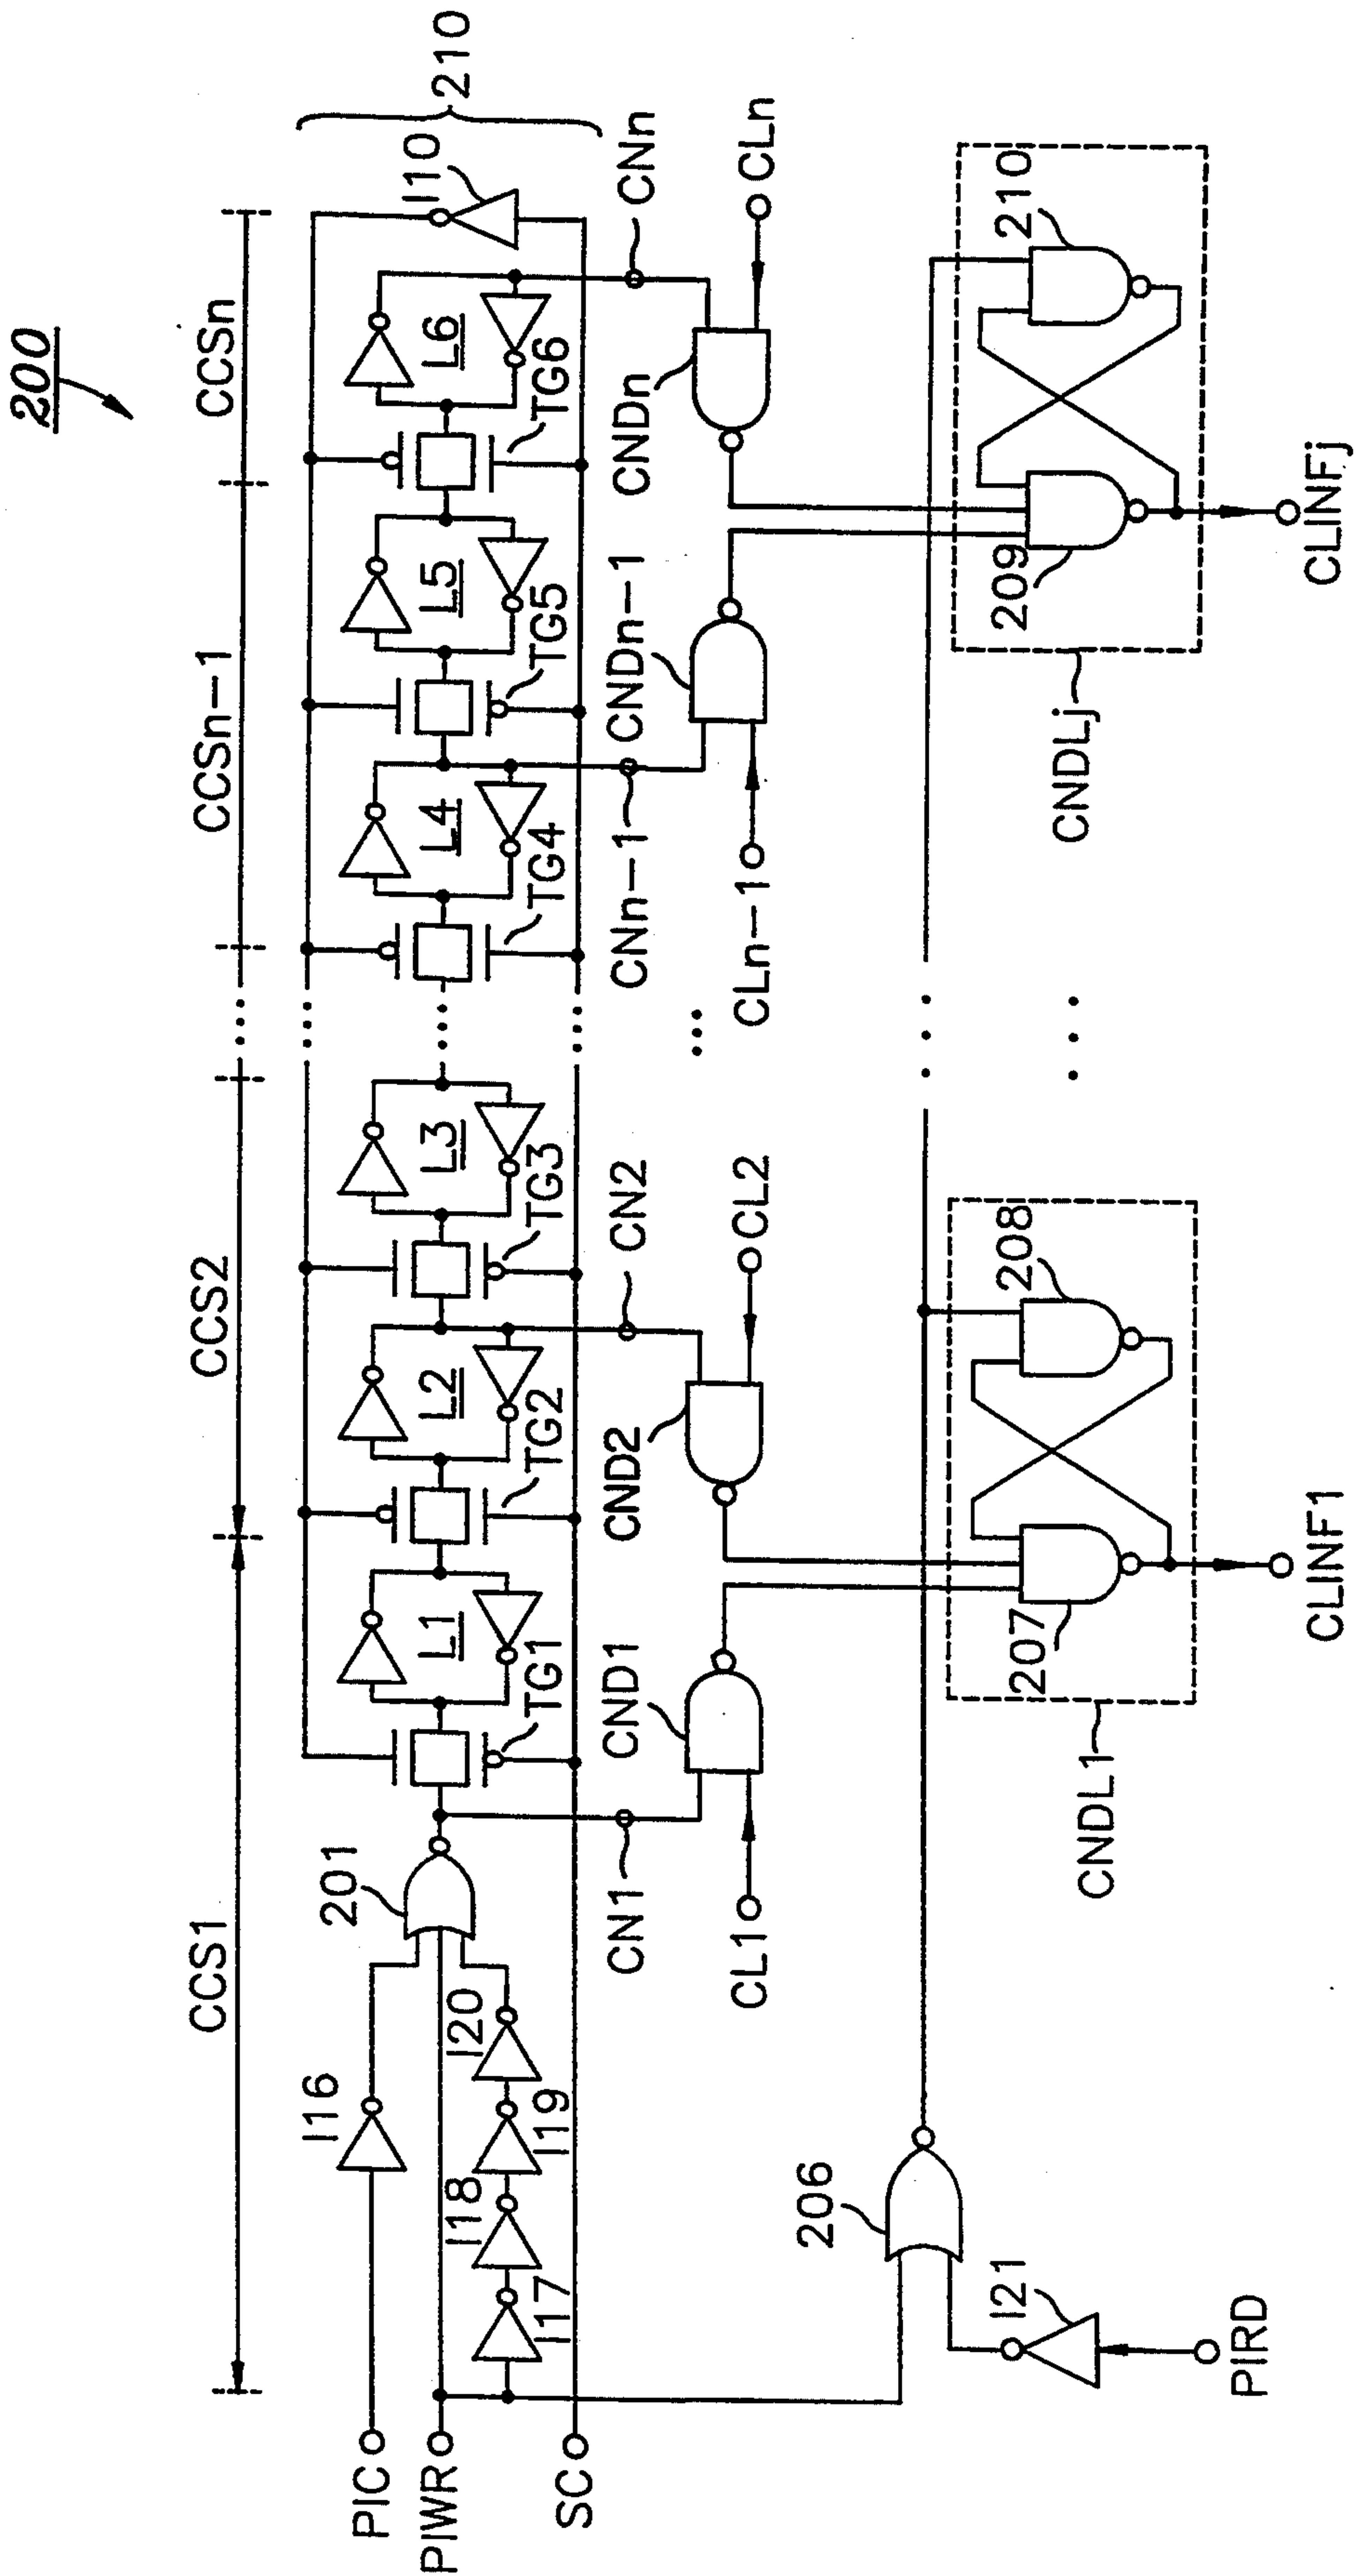 200
CCS1
CCS2
CCSn-1
CCSn
210
I10
PIC
PIWR
SC
I16
I17
I18
I19
I20
201
L1
L2
L3
L4
L5
L6
TG1
TG2
TG3
TG4
TG5
TG6
CN1
CN2
CNn-1
CNn
CND1
CND2
CNDn-1
CNDn
CL1
CL2
CLn-1
CLn
206
I21
PIRD
207
208
209
210
CNDL1
CNDLj
CLINF1
CLINFj